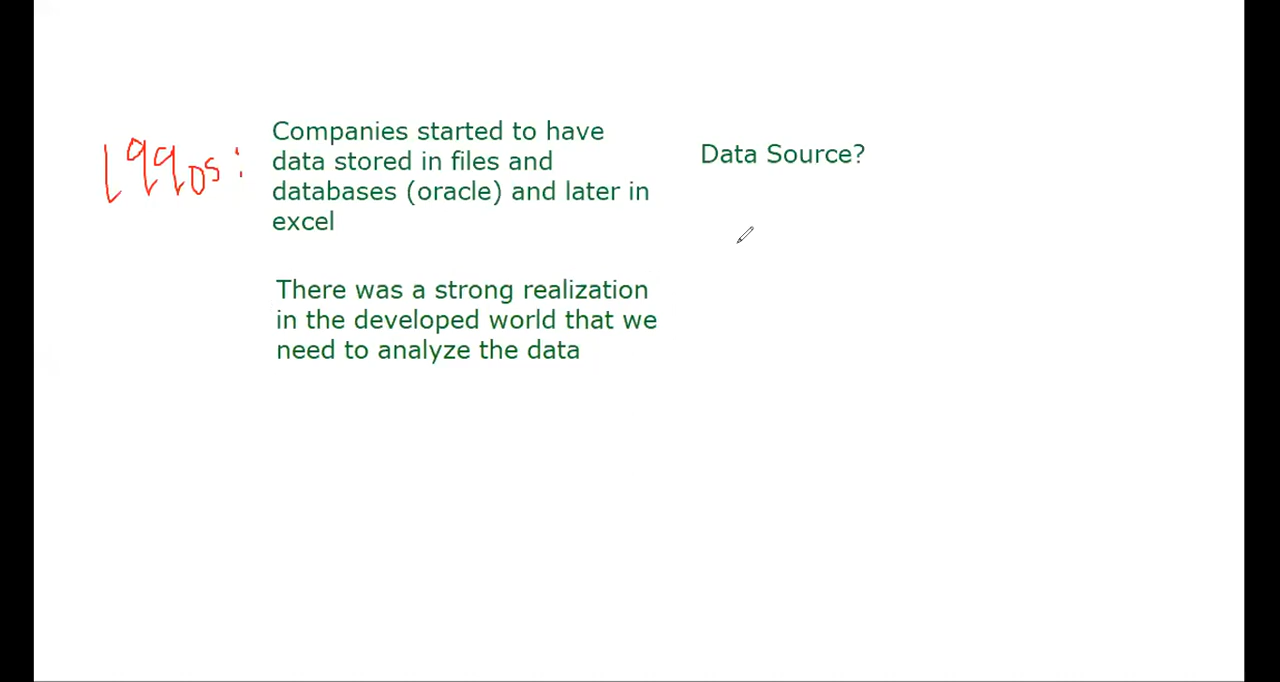 1990s:
Companies started to have
data stored in files and
databases (oracle) and later in
excel
Data Source?
There was a strong realization
in the developed world that we
need to analyze the data